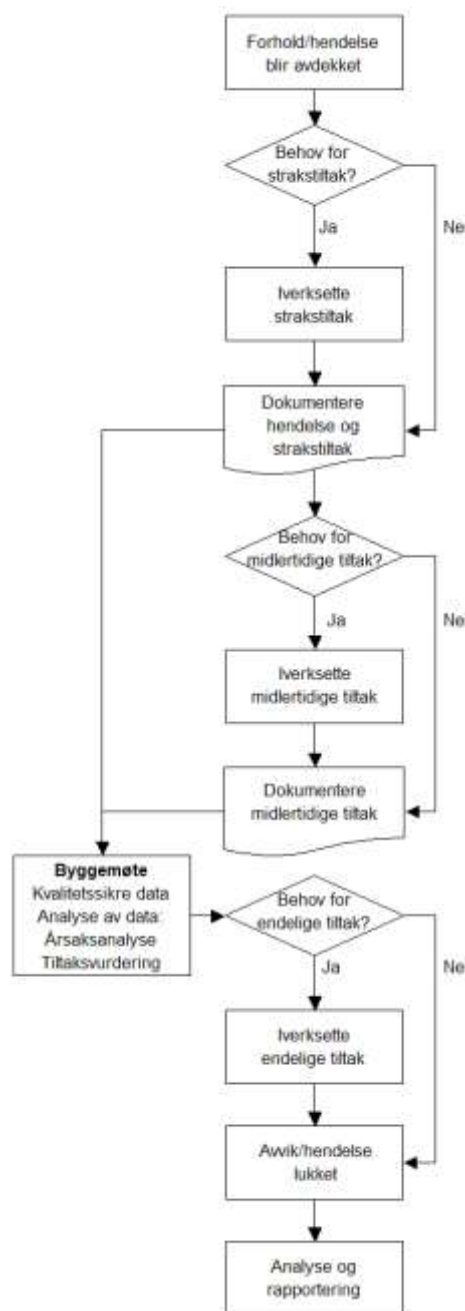 Forhold/hendelse
blir avdekket
Behov for
strakstiltak?
Ja
Ne
Iverksette
strakstiltak
Dokumentere
hendelse og
strakstiltak
Behov for
midlertidige tiltak?
Ja
Ne
Iverksette
midlertidige tiltak
Dokumentere
midlertidige tiltak
Byggemøte
Kvalitetssikre data
Analyse av data:
Årsaksanalyse
Tiltaksvurdering
Behov for
endelige tiltak?
Ja
Ne
Iverksette
endelige tiltak
Avvik/hendelse
lukket
Analyse og
rapportering